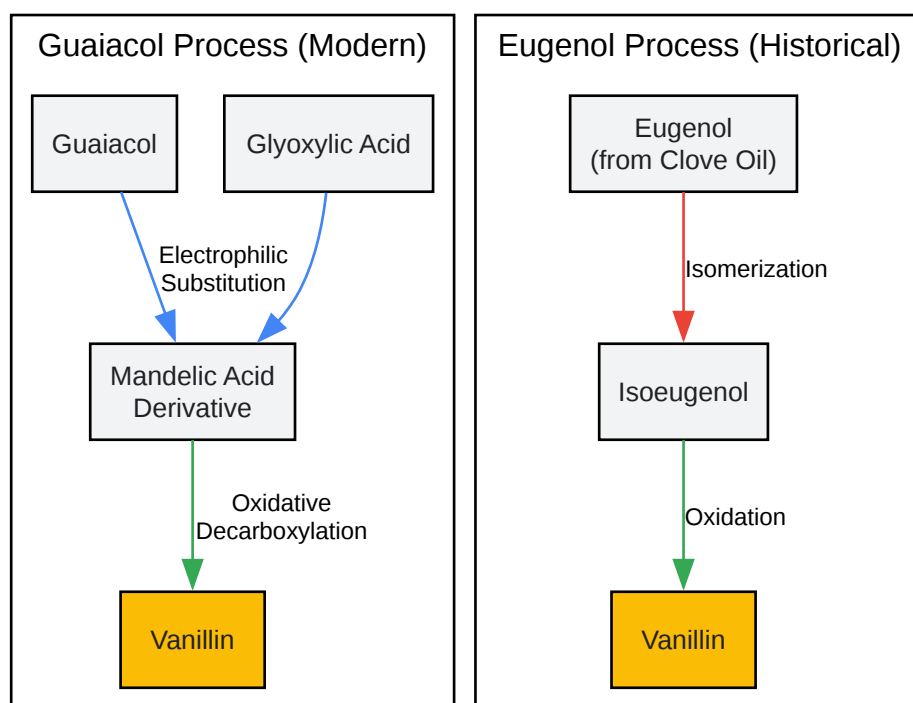 Guaiacol Process (Modern)
Guaiacol
Glyoxylic Acid
Electrophilic
Substitution
Mandelic Acid
Derivative
Oxidative
Decarboxylation
Vanillin
Eugenol Process (Historical)
Eugenol
(from Clove Oil)
Isomerization
Isoeugenol
Oxidation
Vanillin